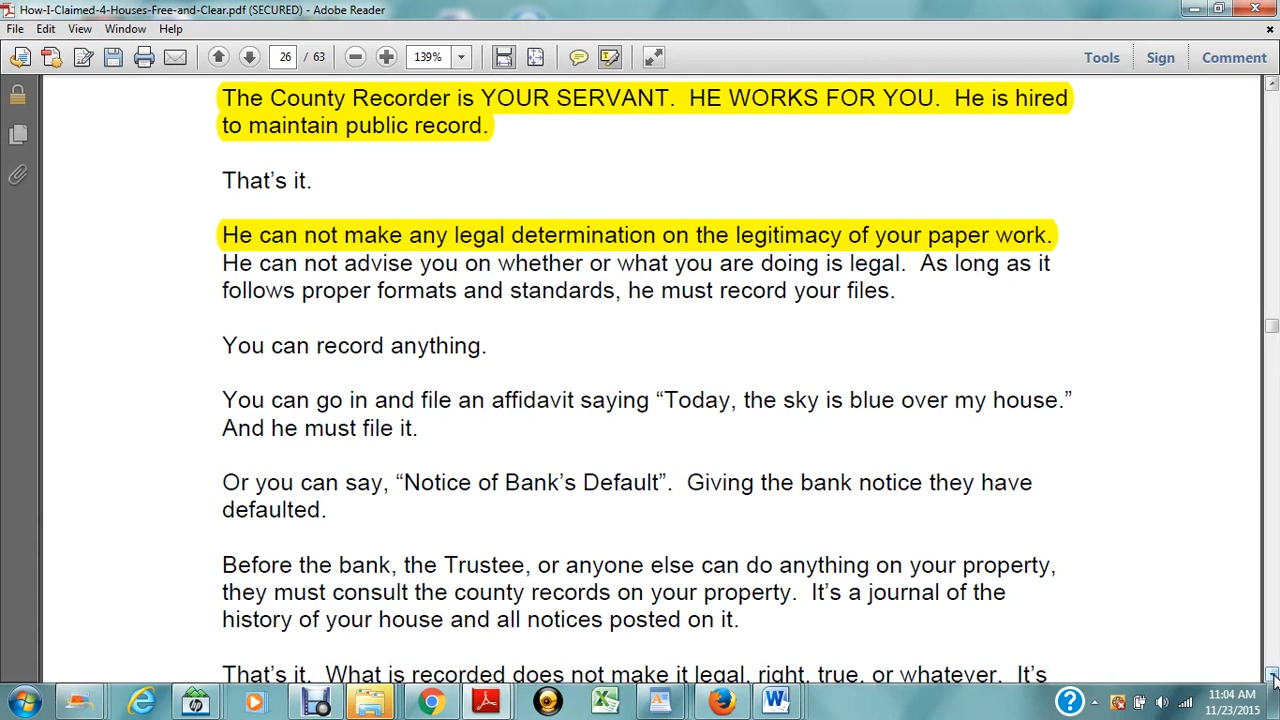 How-I-Claimed-4-Houses-Free-and-Clear.pdf (SECURED) - Adobe Reader
File Edit View Window Help
26 / 63 139% Tools Sign Comment
The County Recorder is YOUR SERVANT. HE WORKS FOR YOU. He is hired
to maintain public record.
That’s it.
He can not make any legal determination on the legitimacy of your paper work.
He can not advise you on whether or what you are doing is legal. As long as it
follows proper formats and standards, he must record your files.
You can record anything.
You can go in and file an affidavit saying “Today, the sky is blue over my house.”
And he must file it.
Or you can say, “Notice of Bank’s Default”. Giving the bank notice they have
defaulted.
Before the bank, the Trustee, or anyone else can do anything on your property,
they must consult the county records on your property. It’s a journal of the
history of your house and all notices posted on it.
That’s it. What is recorded does not make it legal, right, true, or whatever. It’s
11:04 AM
11/23/2015